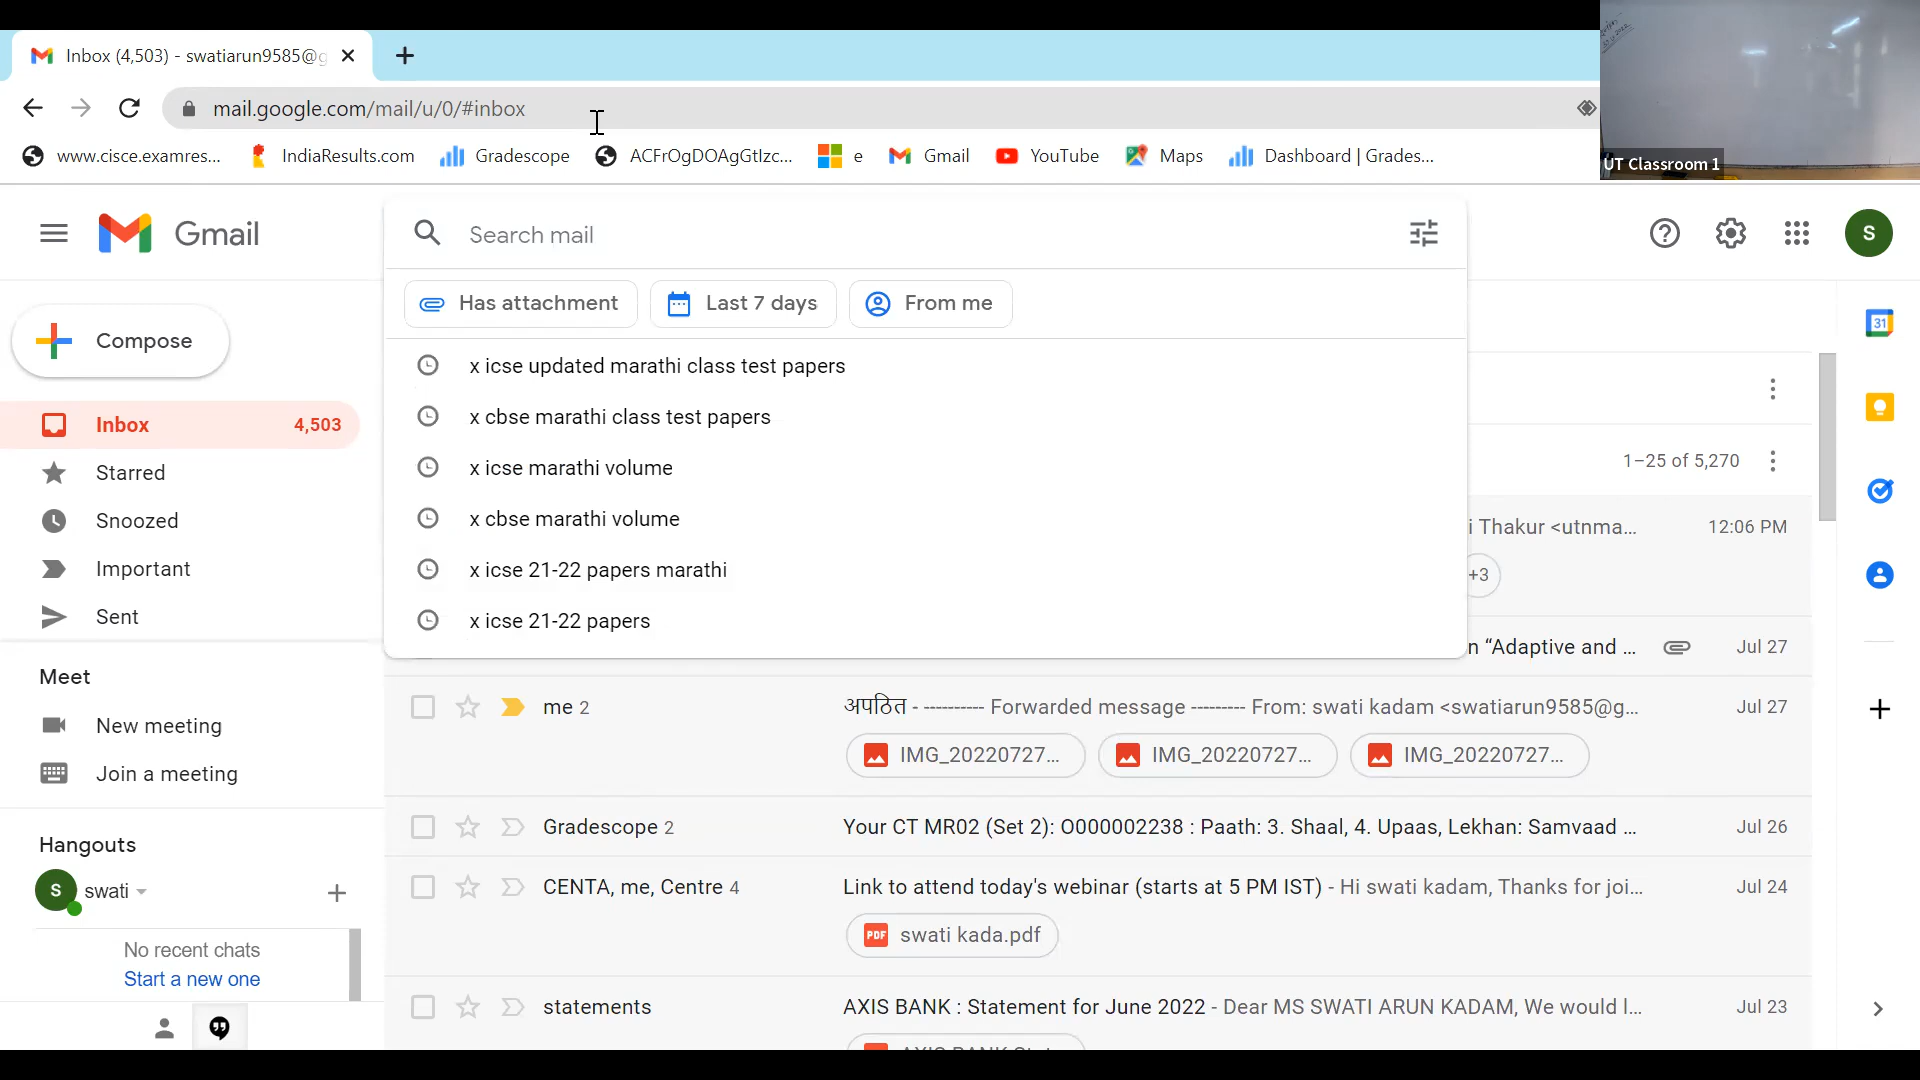 Inbox (4,503) - swatiarun9585@g
mail.google.com/mail/u/0/#inbox
www.cisce.examres... IndiaResults.com Gradescope ACFrOgDOAgGtIzc... e Gmail YouTube Maps Dashboard | Grades...
UT Classroom 1
Gmail
Search mail
S
Has attachment Last 7 days From me
Compose
x icse updated marathi class test papers
x cbse marathi class test papers
x icse marathi volume
x cbse marathi volume
x icse 21-22 papers marathi
x icse 21-22 papers
Inbox 4,503
Starred
Snoozed
Important
Sent
31
1–25 of 5,270
i Thakur <utnma... 12:06 PM
+3
n “Adaptive and ... Jul 27
Meet
New meeting
Join a meeting
me 2 अपठित - ---------- Forwarded message --------- From: swati kadam <swatiarun9585@g... Jul 27
IMG_20220727... IMG_20220727... IMG_20220727...
Gradescope 2 Your CT MR02 (Set 2): O000002238 : Paath: 3. Shaal, 4. Upaas, Lekhan: Samvaad ... Jul 26
Hangouts
S swati
CENTA, me, Centre 4 Link to attend today's webinar (starts at 5 PM IST) - Hi swati kadam, Thanks for joi... Jul 24
PDF swati kada.pdf
No recent chats
Start a new one
statements AXIS BANK : Statement for June 2022 - Dear MS SWATI ARUN KADAM, We would l... Jul 23